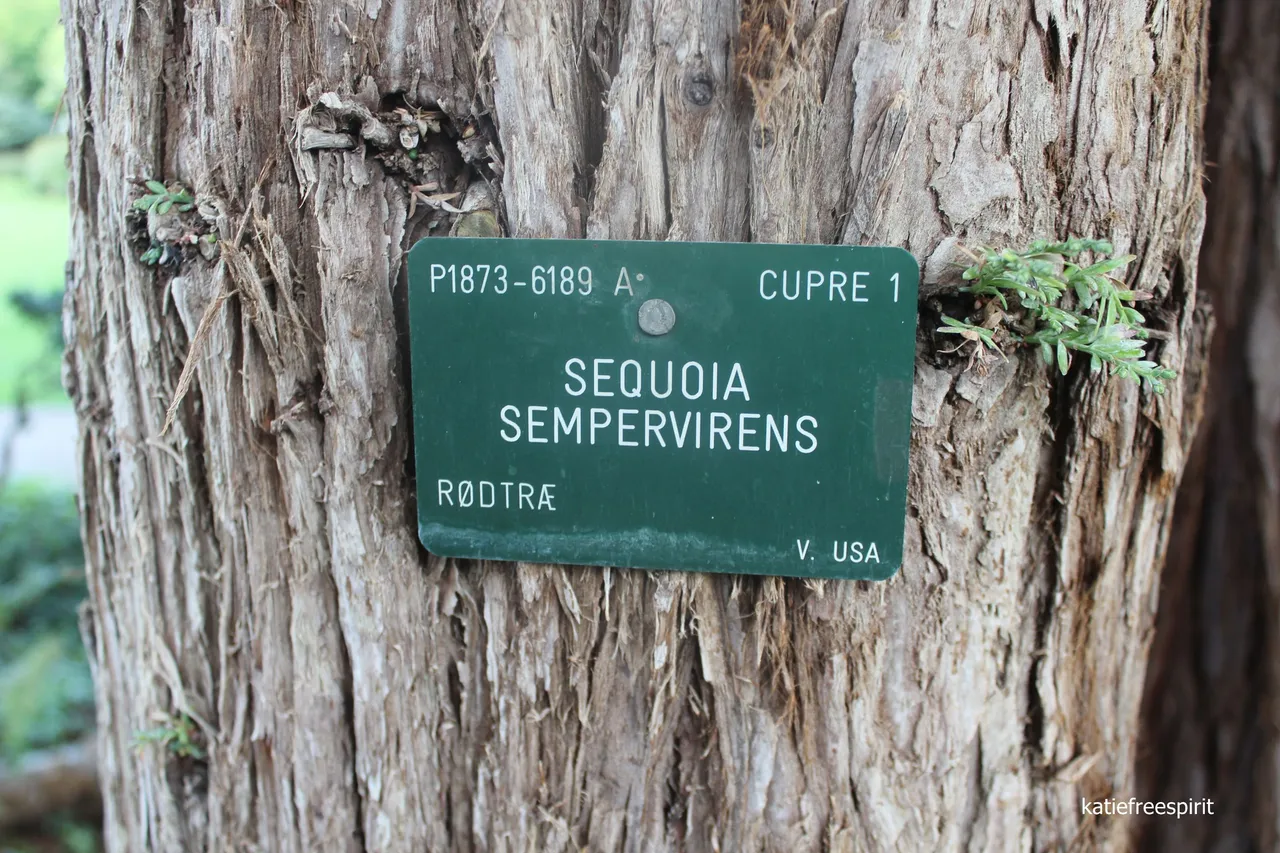 P1873-6189 A*
CUPRE 1
SEQUOIA
SEMPERVIRENS
RØDTRÆ
V. USA
katiefreespirit